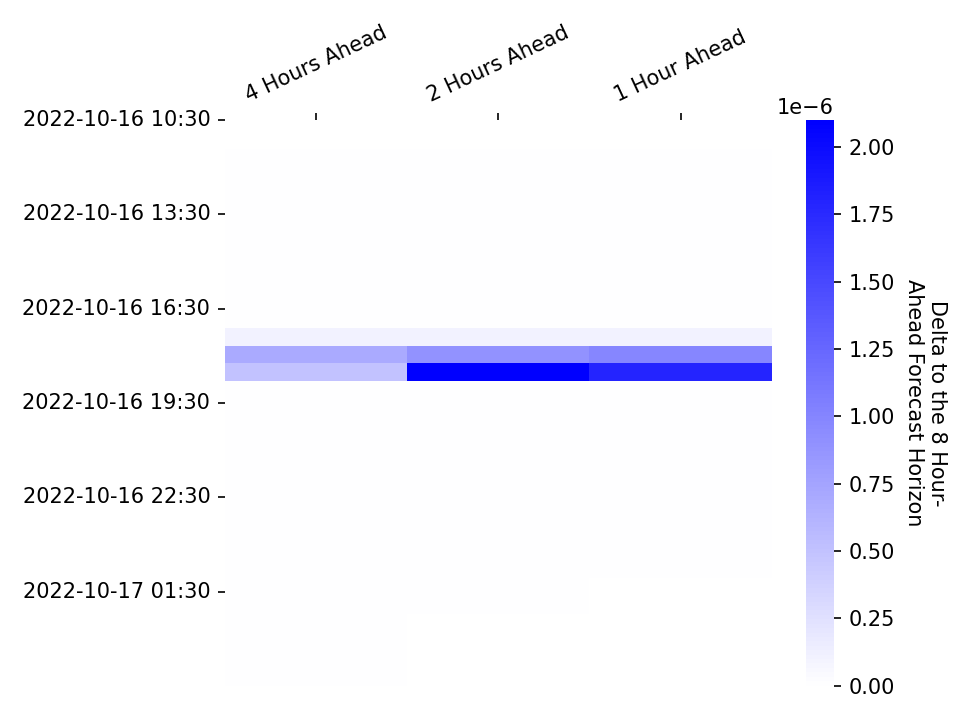 4 Hours Ahead
2 Hours Ahead
1 Hour Ahead
2022-10-16 10:30
2022-10-16 13:30
2022-10-16 16:30
2022-10-16 19:30
2022-10-16 22:30
2022-10-17 01:30
1e−6
2.00
1.75
1.50
1.25
1.00
0.75
0.50
0.25
0.00
Delta to the 8 Hour-
Ahead Forecast Horizon